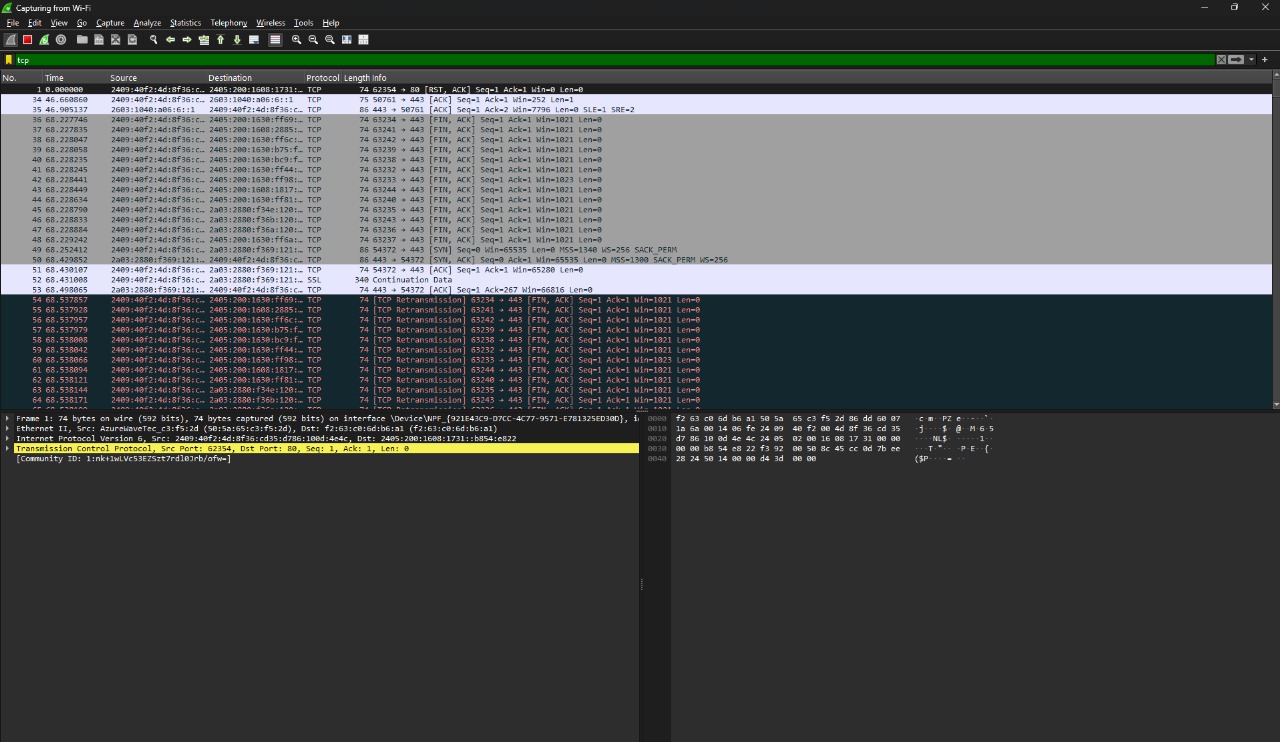 Capturing from Wi-Fi
File Edit View Go Capture Analyze Statistics Telephony Wireless Tools Help
tcp
No. Time Source Destination Protocol Length Info
1 0.000000 2409:40f2:4d:8f36:c… 2405:200:1608:1731:… TCP 74 62354 → 80 [RST, ACK] Seq=1 Ack=1 Win=0 Len=0
34 46.660860 2409:40f2:4d:8f36:c… 2603:1040:a06:6::1 TCP 75 50761 → 443 [ACK] Seq=1 Ack=1 Win=252 Len=1
35 46.905137 2603:1040:a06:6::1 2409:40f2:4d:8f36:c… TCP 86 443 → 50761 [ACK] Seq=1 Ack=2 Win=7796 Len=0 SLE=1 SRE=2
36 68.227746 2409:40f2:4d:8f36:c… 2405:200:1630:ff69:… TCP 74 63234 → 443 [FIN, ACK] Seq=1 Ack=1 Win=1021 Len=0
37 68.227835 2409:40f2:4d:8f36:c… 2405:200:1608:2885:… TCP 74 63241 → 443 [FIN, ACK] Seq=1 Ack=1 Win=1021 Len=0
38 68.228047 2409:40f2:4d:8f36:c… 2405:200:1630:ff6c:… TCP 74 63242 → 443 [FIN, ACK] Seq=1 Ack=1 Win=1021 Len=0
39 68.228058 2409:40f2:4d:8f36:c… 2405:200:1630:b75:f… TCP 74 63239 → 443 [FIN, ACK] Seq=1 Ack=1 Win=1021 Len=0
40 68.228235 2409:40f2:4d:8f36:c… 2405:200:1630:bc9:f… TCP 74 63238 → 443 [FIN, ACK] Seq=1 Ack=1 Win=1021 Len=0
41 68.228245 2409:40f2:4d:8f36:c… 2405:200:1630:ff44:… TCP 74 63232 → 443 [FIN, ACK] Seq=1 Ack=1 Win=1021 Len=0
42 68.228441 2409:40f2:4d:8f36:c… 2405:200:1630:ff98:… TCP 74 63233 → 443 [FIN, ACK] Seq=1 Ack=1 Win=1023 Len=0
43 68.228449 2409:40f2:4d:8f36:c… 2405:200:1608:1817:… TCP 74 63244 → 443 [FIN, ACK] Seq=1 Ack=1 Win=1021 Len=0
44 68.228634 2409:40f2:4d:8f36:c… 2405:200:1630:ff81:… TCP 74 63240 → 443 [FIN, ACK] Seq=1 Ack=1 Win=1021 Len=0
45 68.228790 2409:40f2:4d:8f36:c… 2a03:2880:f34e:120:… TCP 74 63235 → 443 [FIN, ACK] Seq=1 Ack=1 Win=1021 Len=0
46 68.228833 2409:40f2:4d:8f36:c… 2a03:2880:f36b:120:… TCP 74 63243 → 443 [FIN, ACK] Seq=1 Ack=1 Win=1021 Len=0
47 68.228884 2409:40f2:4d:8f36:c… 2a03:2880:f36a:120:… TCP 74 63236 → 443 [FIN, ACK] Seq=1 Ack=1 Win=1021 Len=0
48 68.229242 2409:40f2:4d:8f36:c… 2405:200:1630:ff6a:… TCP 74 63237 → 443 [FIN, ACK] Seq=1 Ack=1 Win=1021 Len=0
49 68.252412 2409:40f2:4d:8f36:c… 2a03:2880:f369:121:… TCP 86 54372 → 443 [SYN] Seq=0 Win=65535 Len=0 MSS=1340 WS=256 SACK_PERM
50 68.429852 2a03:2880:f369:121:… 2409:40f2:4d:8f36:c… TCP 86 443 → 54372 [SYN, ACK] Seq=0 Ack=1 Win=65535 Len=0 MSS=1300 SACK_PERM WS=256
51 68.430107 2409:40f2:4d:8f36:c… 2a03:2880:f369:121:… TCP 74 54372 → 443 [ACK] Seq=1 Ack=1 Win=65280 Len=0
52 68.431008 2409:40f2:4d:8f36:c… 2a03:2880:f369:121:… SSL 340 Continuation Data
53 68.498065 2a03:2880:f369:121:… 2409:40f2:4d:8f36:c… TCP 74 443 → 54372 [ACK] Seq=1 Ack=267 Win=66816 Len=0
54 68.537857 2409:40f2:4d:8f36:c… 2405:200:1630:ff69:… TCP 74 [TCP Retransmission] 63234 → 443 [FIN, ACK] Seq=1 Ack=1 Win=1021 Len=0
55 68.537928 2409:40f2:4d:8f36:c… 2405:200:1608:2885:… TCP 74 [TCP Retransmission] 63241 → 443 [FIN, ACK] Seq=1 Ack=1 Win=1021 Len=0
56 68.537957 2409:40f2:4d:8f36:c… 2405:200:1630:ff6c:… TCP 74 [TCP Retransmission] 63242 → 443 [FIN, ACK] Seq=1 Ack=1 Win=1021 Len=0
57 68.537979 2409:40f2:4d:8f36:c… 2405:200:1630:b75:f… TCP 74 [TCP Retransmission] 63239 → 443 [FIN, ACK] Seq=1 Ack=1 Win=1021 Len=0
58 68.538008 2409:40f2:4d:8f36:c… 2405:200:1630:bc9:f… TCP 74 [TCP Retransmission] 63238 → 443 [FIN, ACK] Seq=1 Ack=1 Win=1021 Len=0
59 68.538042 2409:40f2:4d:8f36:c… 2405:200:1630:ff44:… TCP 74 [TCP Retransmission] 63232 → 443 [FIN, ACK] Seq=1 Ack=1 Win=1021 Len=0
60 68.538066 2409:40f2:4d:8f36:c… 2405:200:1630:ff98:… TCP 74 [TCP Retransmission] 63233 → 443 [FIN, ACK] Seq=1 Ack=1 Win=1023 Len=0
61 68.538094 2409:40f2:4d:8f36:c… 2405:200:1608:1817:… TCP 74 [TCP Retransmission] 63244 → 443 [FIN, ACK] Seq=1 Ack=1 Win=1021 Len=0
62 68.538121 2409:40f2:4d:8f36:c… 2405:200:1630:ff81:… TCP 74 [TCP Retransmission] 63240 → 443 [FIN, ACK] Seq=1 Ack=1 Win=1021 Len=0
63 68.538144 2409:40f2:4d:8f36:c… 2a03:2880:f34e:120:… TCP 74 [TCP Retransmission] 63235 → 443 [FIN, ACK] Seq=1 Ack=1 Win=1021 Len=0
64 68.538171 2409:40f2:4d:8f36:c… 2a03:2880:f36b:120:… TCP 74 [TCP Retransmission] 63243 → 443 [FIN, ACK] Seq=1 Ack=1 Win=1021 Len=0
Frame 1: 74 bytes on wire (592 bits), 74 bytes captured (592 bits) on interface \Device\NPF_{921E43C9-D7CC-4C77-9571-E781325ED30D}, i
Ethernet II, Src: AzureWaveTec_c3:f5:2d (50:5a:65:c3:f5:2d), Dst: f2:63:c0:6d:b6:a1 (f2:63:c0:6d:b6:a1)
Internet Protocol Version 6, Src: 2409:40f2:4d:8f36:cd35:d786:100d:4e4c, Dst: 2405:200:1608:1731::b854:e822
Transmission Control Protocol, Src Port: 62354, Dst Port: 80, Seq: 1, Ack: 1, Len: 0
[Community ID: 1:nk+1wLVc53EZSzt7rdl0Jrb/ofw=]
0000 f2 63 c0 6d b6 a1 50 5a 65 c3 f5 2d 86 dd 60 07 ·c·m··PZ e··-··`·
0010 1a 6a 00 14 06 fe 24 09 40 f2 00 4d 8f 36 cd 35 ·j····$· @··M·6·5
0020 d7 86 10 0d 4e 4c 24 05 02 00 16 08 17 31 00 00 ····NL$· ·····1··
0030 00 00 b8 54 e8 22 f3 92 00 50 8c 45 cc 0d 7b ee ···T·"·· ·P·E··{·
0040 28 24 50 14 00 00 d4 3d 00 00 ($P····= ··